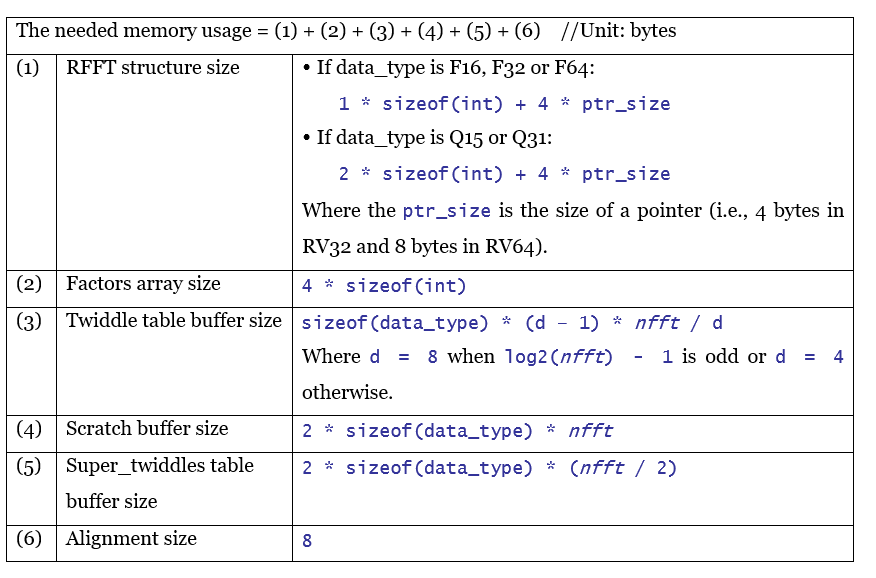 The needed memory usage = (1) + (2) + (3) + (4) + (5) + (6) //Unit: bytes
(1) RFFT structure size
• If data_type is F16, F32 or F64:
1 * sizeof(int) + 4 * ptr_size
• If data_type is Q15 or Q31:
2 * sizeof(int) + 4 * ptr_size
Where the ptr_size is the size of a pointer (i.e., 4 bytes in
RV32 and 8 bytes in RV64).
(2) Factors array size 4 * sizeof(int)
(3) Twiddle table buffer size sizeof(data_type) * (d – 1) * nfft / d
Where d = 8 when log2(nfft) - 1 is odd or d = 4
otherwise.
(4) Scratch buffer size 2 * sizeof(data_type) * nfft
(5) Super_twiddles table
buffer size
2 * sizeof(data_type) * (nfft / 2)
(6) Alignment size 8